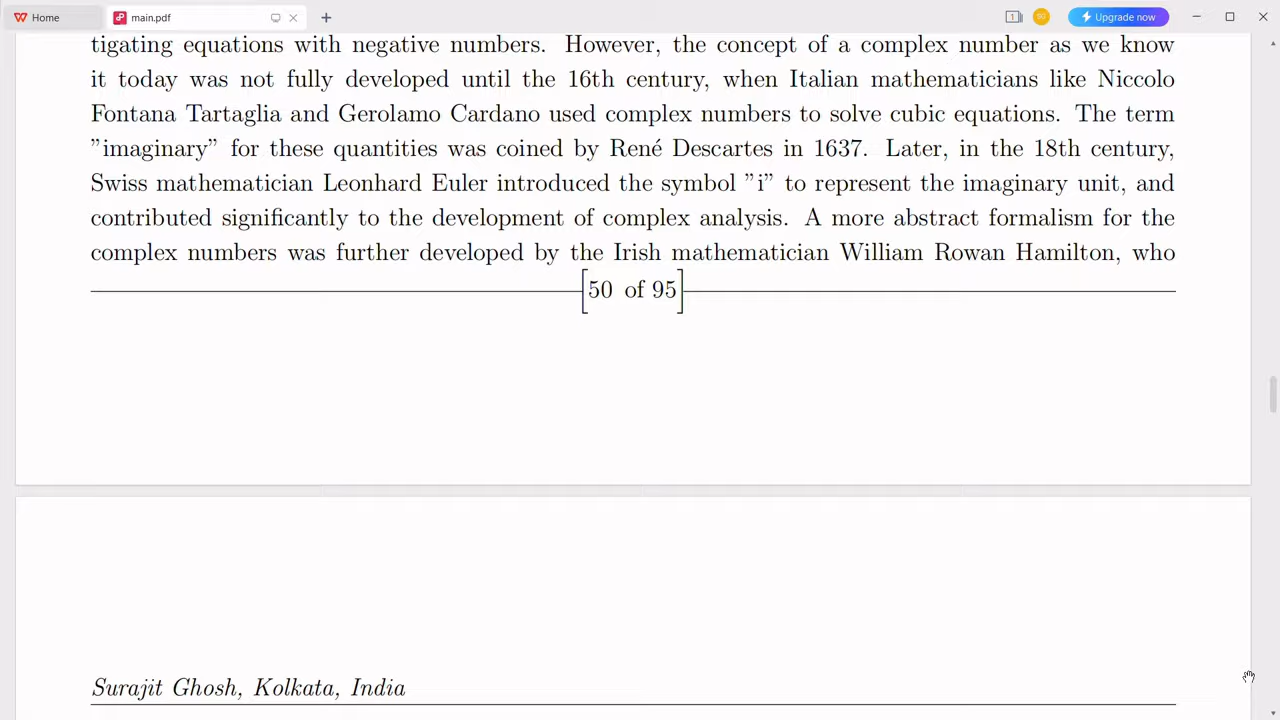 Home
main.pdf
1
SG
Upgrade now
tigating equations with negative numbers. However, the concept of a complex number as we know
it today was not fully developed until the 16th century, when Italian mathematicians like Niccolo
Fontana Tartaglia and Gerolamo Cardano used complex numbers to solve cubic equations. The term
”imaginary” for these quantities was coined by René Descartes in 1637. Later, in the 18th century,
Swiss mathematician Leonhard Euler introduced the symbol ”i” to represent the imaginary unit, and
contributed significantly to the development of complex analysis. A more abstract formalism for the
complex numbers was further developed by the Irish mathematician William Rowan Hamilton, who
[50 of 95]
Surajit Ghosh, Kolkata, India